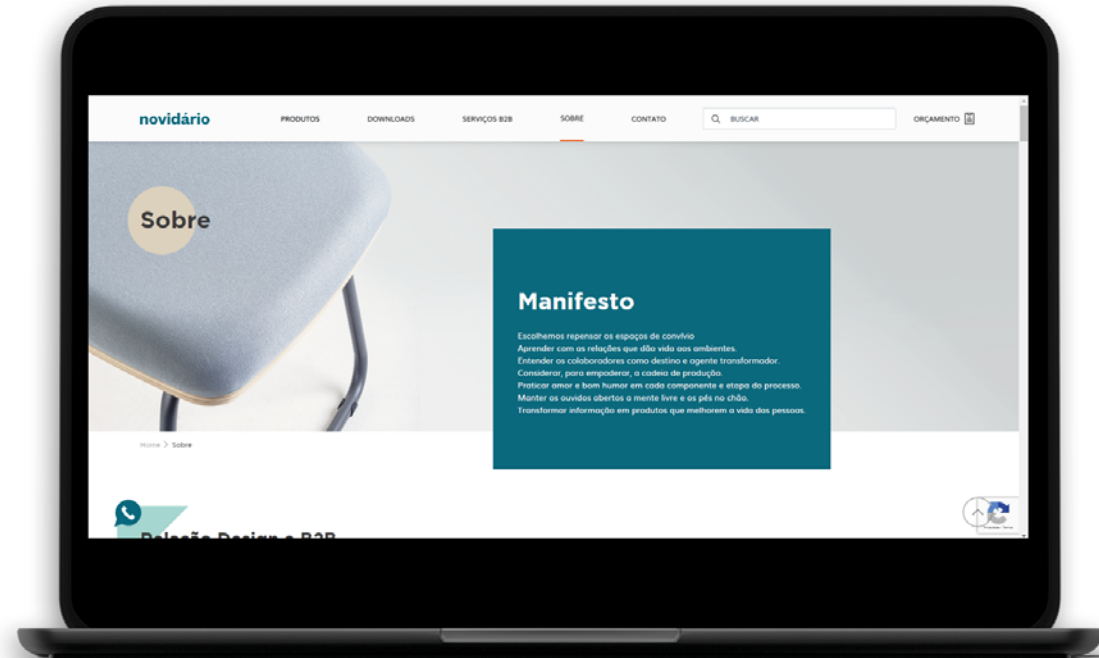 novidário
PRODUTOS
DOWNLOADS
SERVIÇOS B2B
SOBRE
CONTATO
BUSCAR
ORÇAMENTO
Sobre
Manifesto
Escolhemos repensar os espaços de convívio
Aprender com as relações que dão vida aos ambientes.
Entender os colaboradores como destino e agente transformador.
Considerar, para empoderar, a cadeia de produção.
Praticar amor e bom humor em cada componente e etapa do processo.
Manter os ouvidos abertos a mente livre e os pés no chão.
Transformar informação em produtos que melhorem a vida das pessoas.
Home > Sobre
Relação Design e B2B